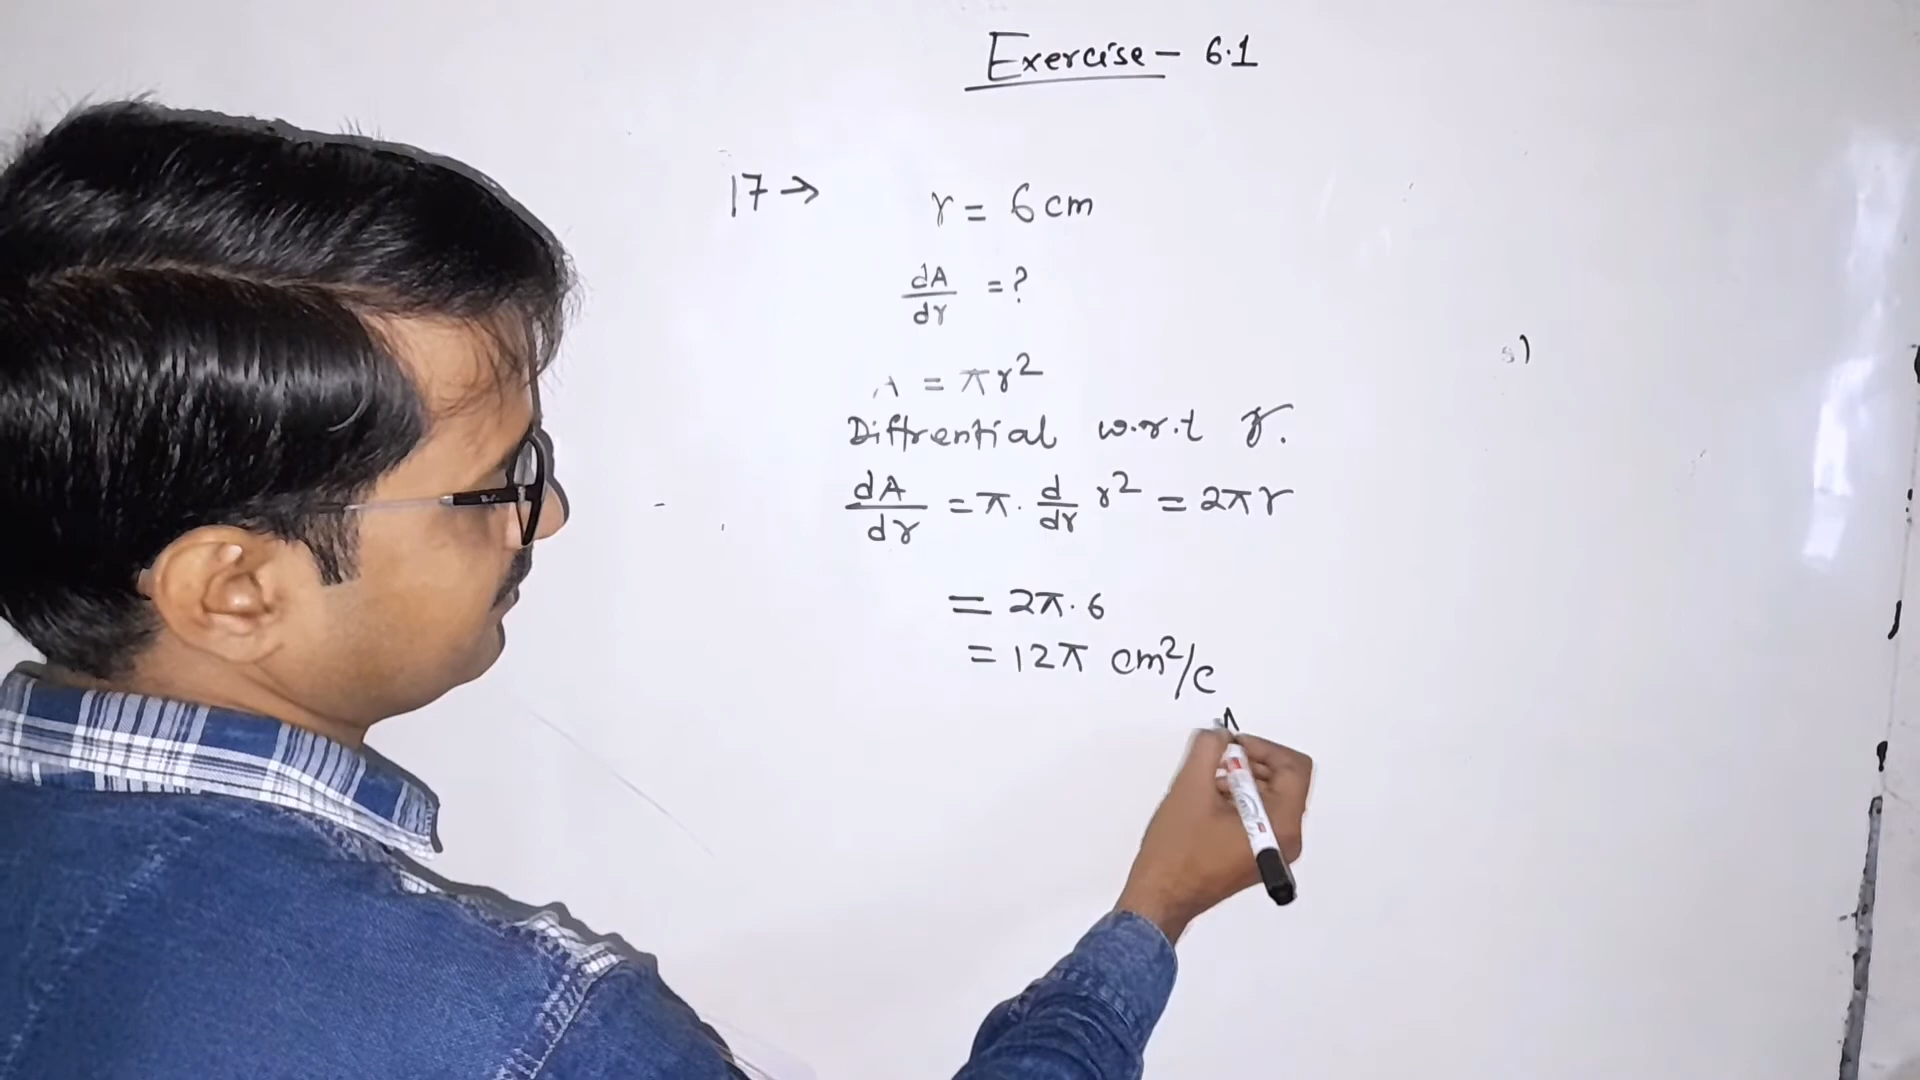 Exercise – 6.1
17 → r = 6 cm
dA/dr = ?
A = πr²
Diffrential w.r.t r.
dA/dr = π. d/dr r² = 2πr
= 2π. 6
= 12π cm²/c